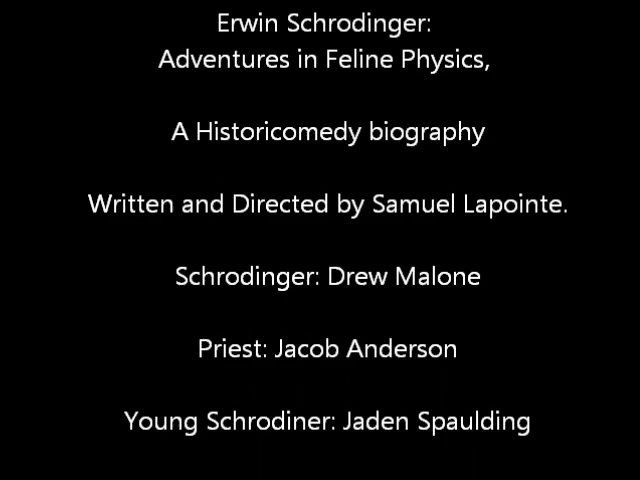 Erwin Schrodinger:
Adventures in Feline Physics,
A Historicomedy biography
Written and Directed by Samuel Lapointe.
Schrodinger: Drew Malone
Priest: Jacob Anderson
Young Schrodiner: Jaden Spaulding